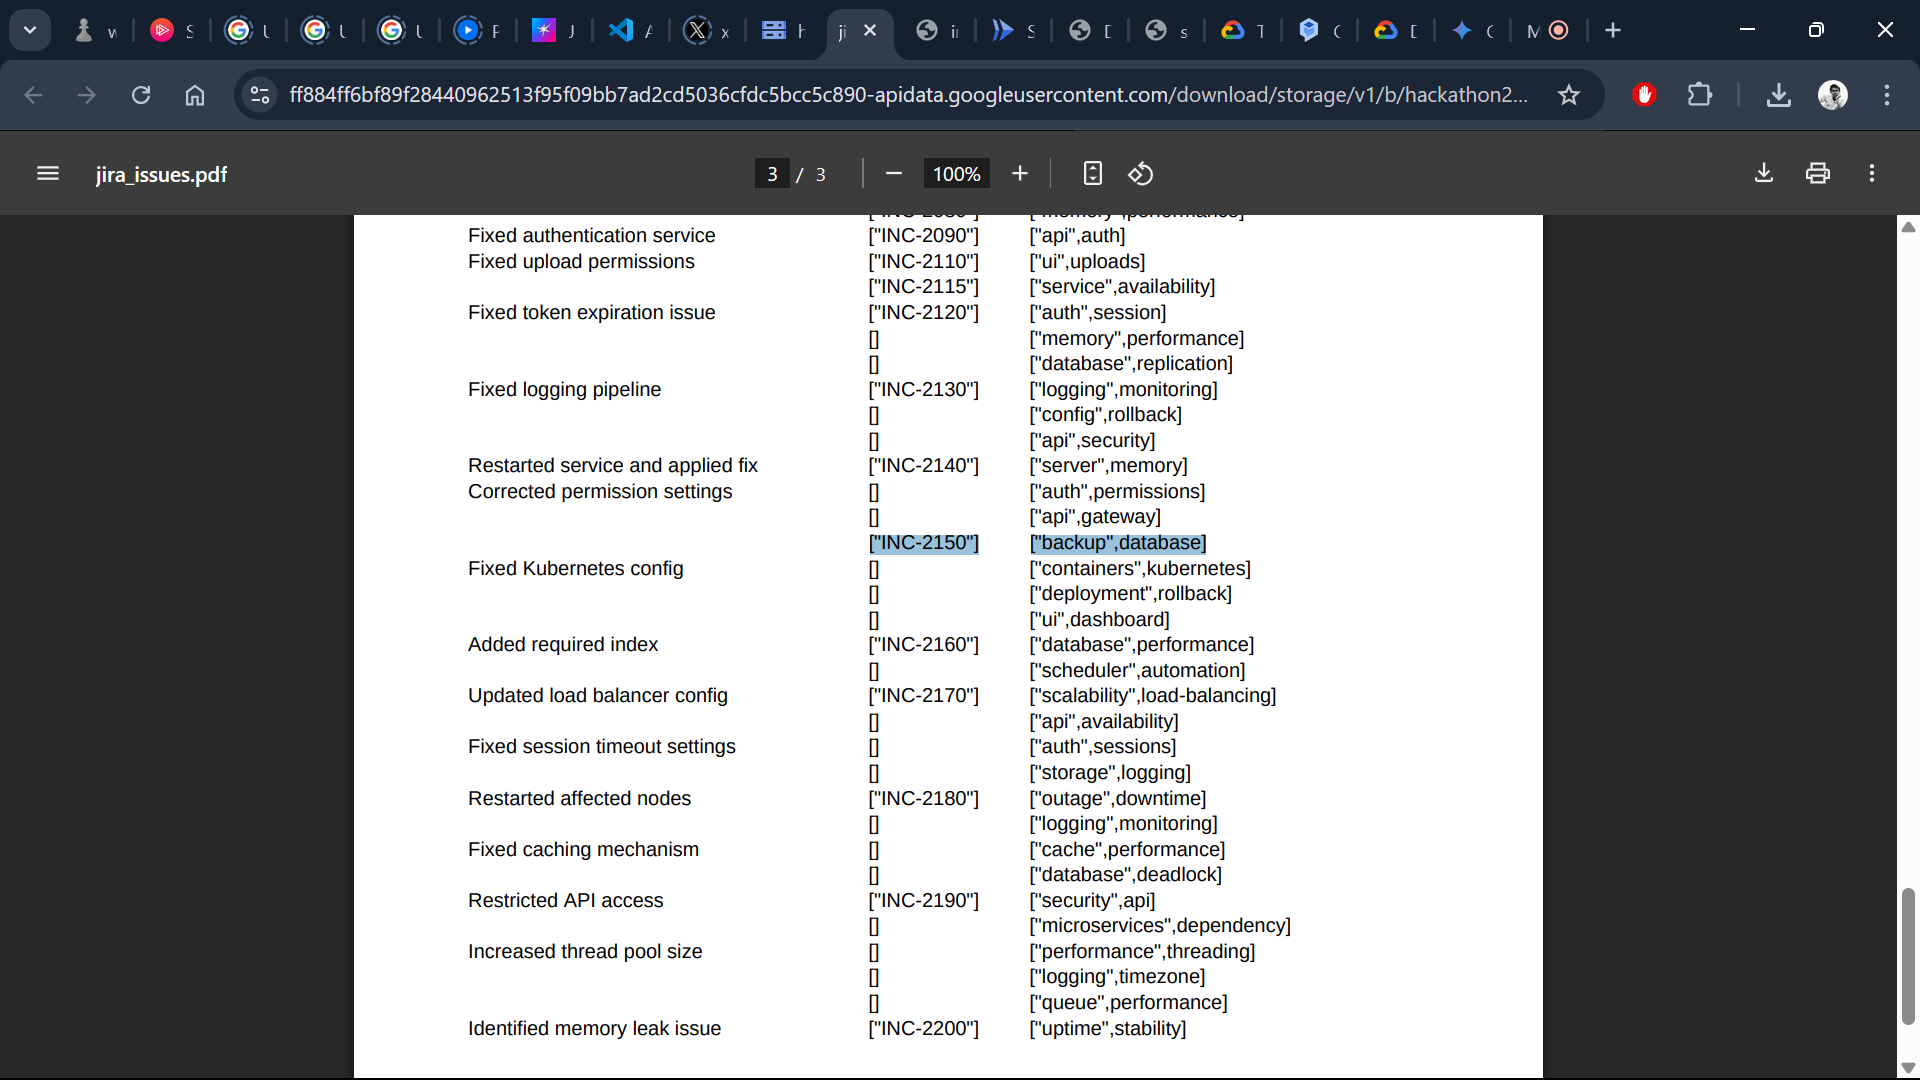 w
S
U
U
U
P
J
A
x
h
ji
in
S
D
s
T
C
D
C
M
ff884ff6bf89f28440962513f95f09bb7ad2cd5036cfdc5bcc5c890-apidata.googleusercontent.com/download/storage/v1/b/hackathon2...
jira_issues.pdf
3 / 3
100%
Fixed authentication service ["INC-2090"] ["api",auth]
Fixed upload permissions ["INC-2110"] ["ui",uploads]
["INC-2115"] ["service",availability]
Fixed token expiration issue ["INC-2120"] ["auth",session]
[] ["memory",performance]
[] ["database",replication]
Fixed logging pipeline ["INC-2130"] ["logging",monitoring]
[] ["config",rollback]
[] ["api",security]
Restarted service and applied fix ["INC-2140"] ["server",memory]
Corrected permission settings [] ["auth",permissions]
[] ["api",gateway]
["INC-2150"] ["backup",database]
Fixed Kubernetes config [] ["containers",kubernetes]
[] ["deployment",rollback]
[] ["ui",dashboard]
Added required index ["INC-2160"] ["database",performance]
[] ["scheduler",automation]
Updated load balancer config ["INC-2170"] ["scalability",load-balancing]
[] ["api",availability]
Fixed session timeout settings [] ["auth",sessions]
[] ["storage",logging]
Restarted affected nodes ["INC-2180"] ["outage",downtime]
[] ["logging",monitoring]
Fixed caching mechanism [] ["cache",performance]
[] ["database",deadlock]
Restricted API access ["INC-2190"] ["security",api]
[] ["microservices",dependency]
Increased thread pool size [] ["performance",threading]
[] ["logging",timezone]
[] ["queue",performance]
Identified memory leak issue ["INC-2200"] ["uptime",stability]